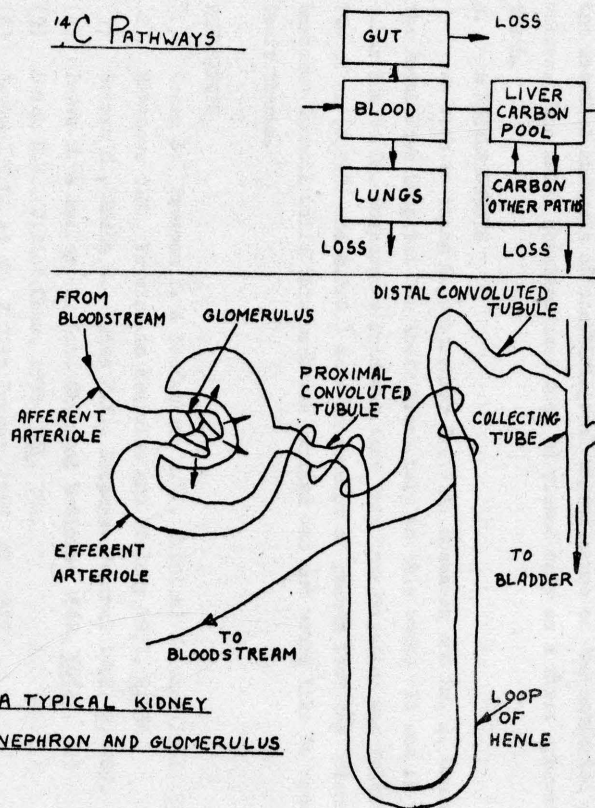 14C PATHWAYS
GUT
LOSS
BLOOD
LIVER
CARBON
POOL
LUNGS
CARBON
'OTHER PATHS'
LOSS
LOSS
FROM
BLOODSTREAM
GLOMERULUS
DISTAL CONVOLUTED
TUBULE
PROXIMAL
CONVOLUTED
TUBULE
AFFERENT
ARTERIOLE
COLLECTING
TUBE
EFFERENT
ARTERIOLE
TO
BLADDER
TO
BLOODSTREAM
A TYPICAL KIDNEY
NEPHRON AND GLOMERULUS
LOOP
OF
HENLE